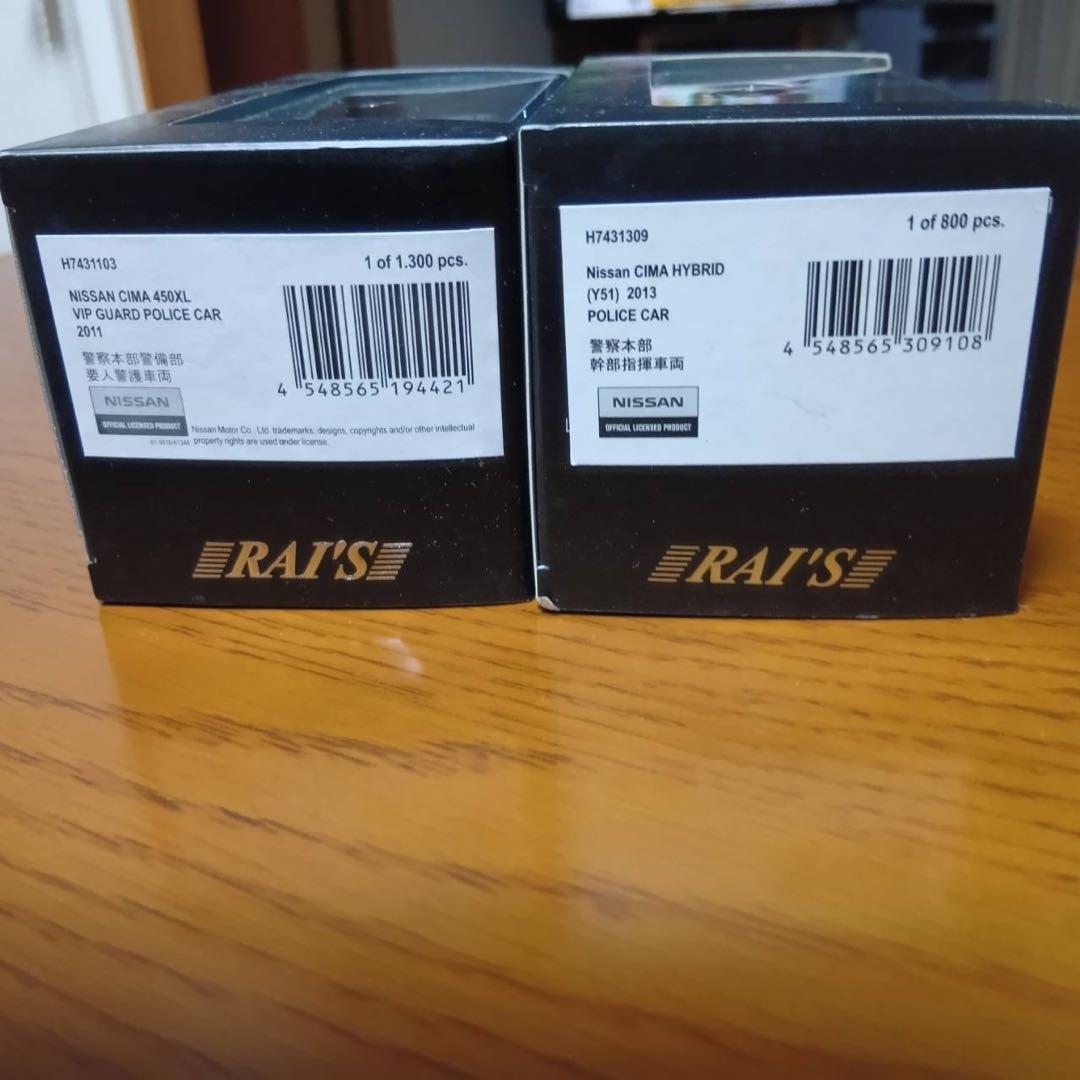 H7431103
1 of 1.300 pcs.
NISSAN CIMA 450XL
VIP GUARD POLICE CAR
2011
警察本部警備部
要人警護車両
4 548565 194421
NISSAN
OFFICIAL LICENSED PRODUCT
Nissan Motor Co., Ltd. trademarks, designs, copyrights and/or other intellectual
property rights are used under license.
RAI'S
H7431309
1 of 800 pcs.
Nissan CIMA HYBRID
(Y51) 2013
POLICE CAR
警察本部
幹部指揮車両
4 548565 309108
NISSAN
OFFICIAL LICENSED PRODUCT
RAI'S